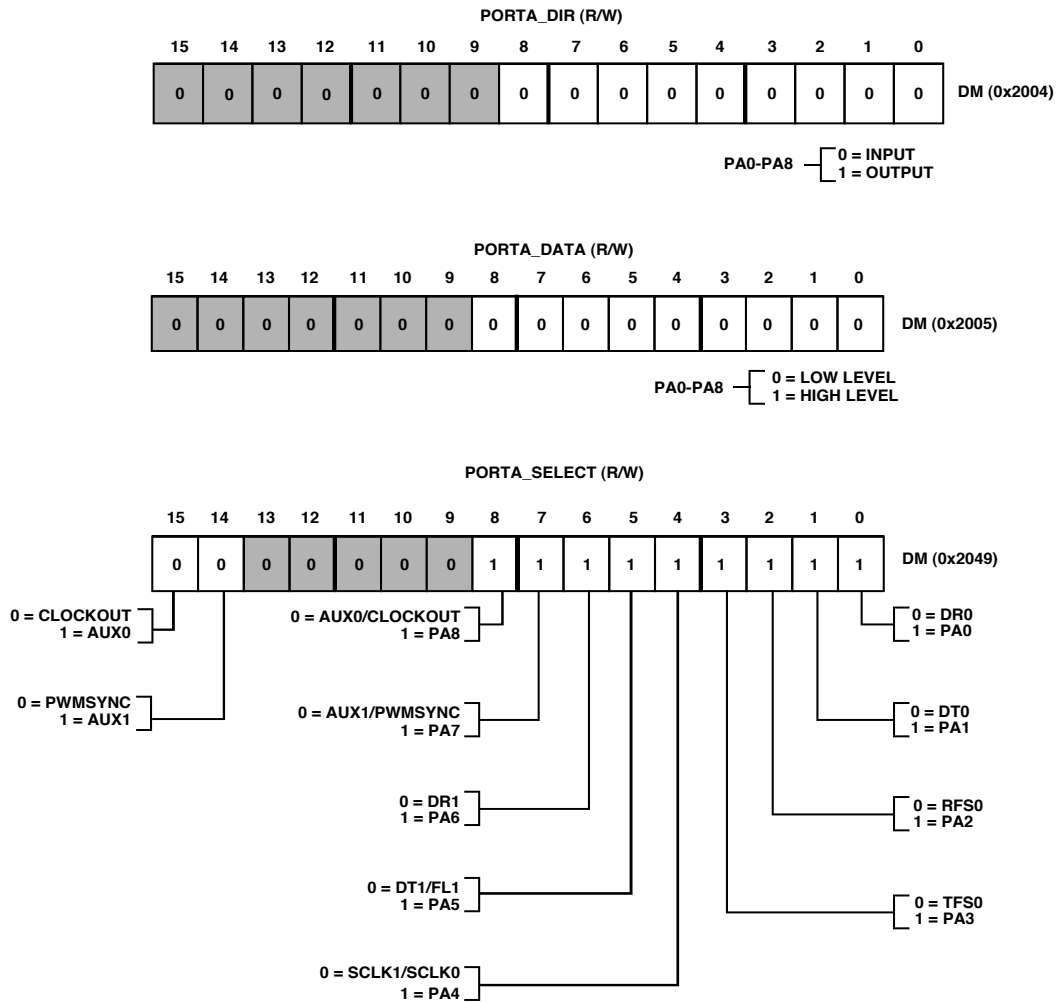 PORTA_DIR (R/W)
15 14 13 12 11 10 9 8 7 6 5 4 3 2 1 0
0 0 0 0 0 0 0 0 0 0 0 0 0 0 0 0 DM (0x2004)
PA0-PA8 0 = INPUT
1 = OUTPUT
PORTA_DATA (R/W)
15 14 13 12 11 10 9 8 7 6 5 4 3 2 1 0
0 0 0 0 0 0 0 0 0 0 0 0 0 0 0 0 DM (0x2005)
PA0-PA8 0 = LOW LEVEL
1 = HIGH LEVEL
PORTA_SELECT (R/W)
15 14 13 12 11 10 9 8 7 6 5 4 3 2 1 0
0 0 0 0 0 0 0 1 1 1 1 1 1 1 1 1 DM (0x2049)
0 = CLOCKOUT
1 = AUX0
0 = AUX0/CLOCKOUT
1 = PA8
0 = DR0
1 = PA0
0 = PWMSYNC
1 = AUX1
0 = AUX1/PWMSYNC
1 = PA7
0 = DT0
1 = PA1
0 = DR1
1 = PA6
0 = RFS0
1 = PA2
0 = DT1/FL1
1 = PA5
0 = TFS0
1 = PA3
0 = SCLK1/SCLK0
1 = PA4